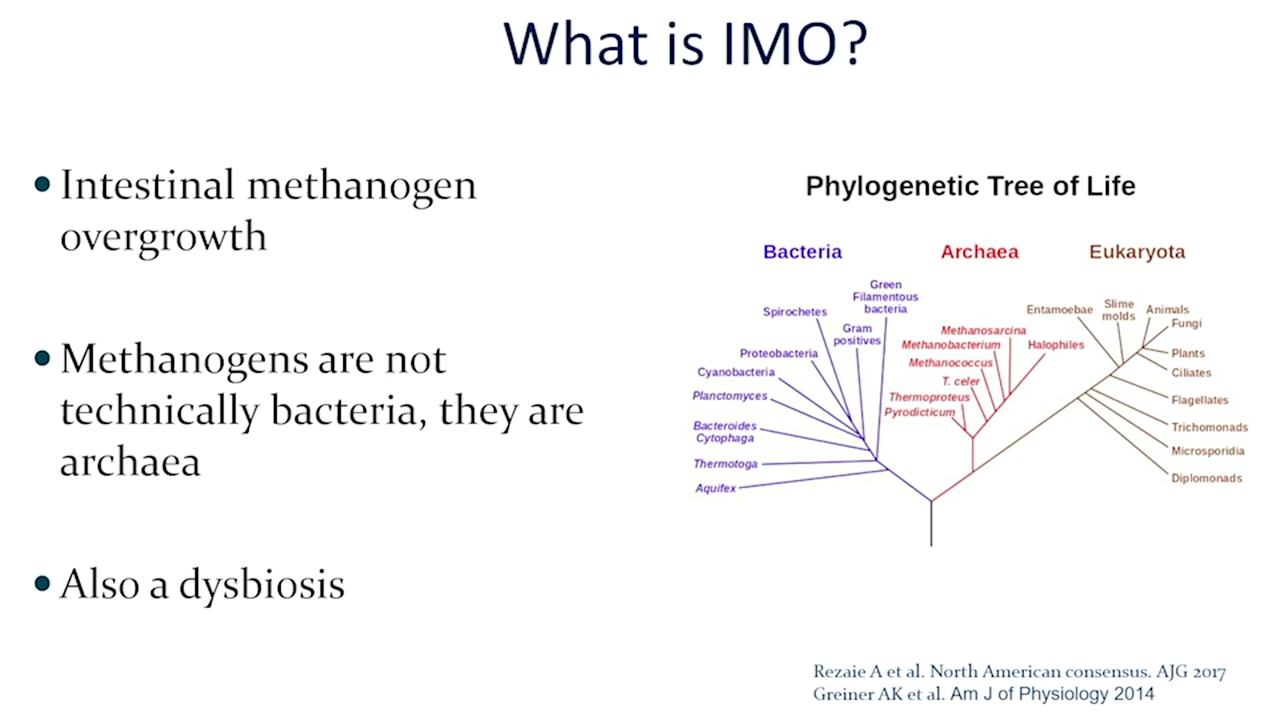 What is IMO?
• Intestinal methanogen
overgrowth
• Methanogens are not
technically bacteria, they are
archaea
• Also a dysbiosis
Phylogenetic Tree of Life
Bacteria
Archaea
Eukaryota
Green
Filamentous
bacteria
Spirochetes
Gram
positives
Proteobacteria
Cyanobacteria
Planctomyces
Bacteroides
Cytophaga
Thermotoga
Aquifex
Methanosarcina
Methanobacterium
Halophiles
Methanococcus
T. celer
Thermoproteus
Pyrodicticum
Entamoebae
Slime
molds
Animals
Fungi
Plants
Ciliates
Flagellates
Trichomonads
Microsporidia
Diplomonads
Rezaie A et al. North American consensus. AJG 2017
Greiner AK et al. Am J of Physiology 2014